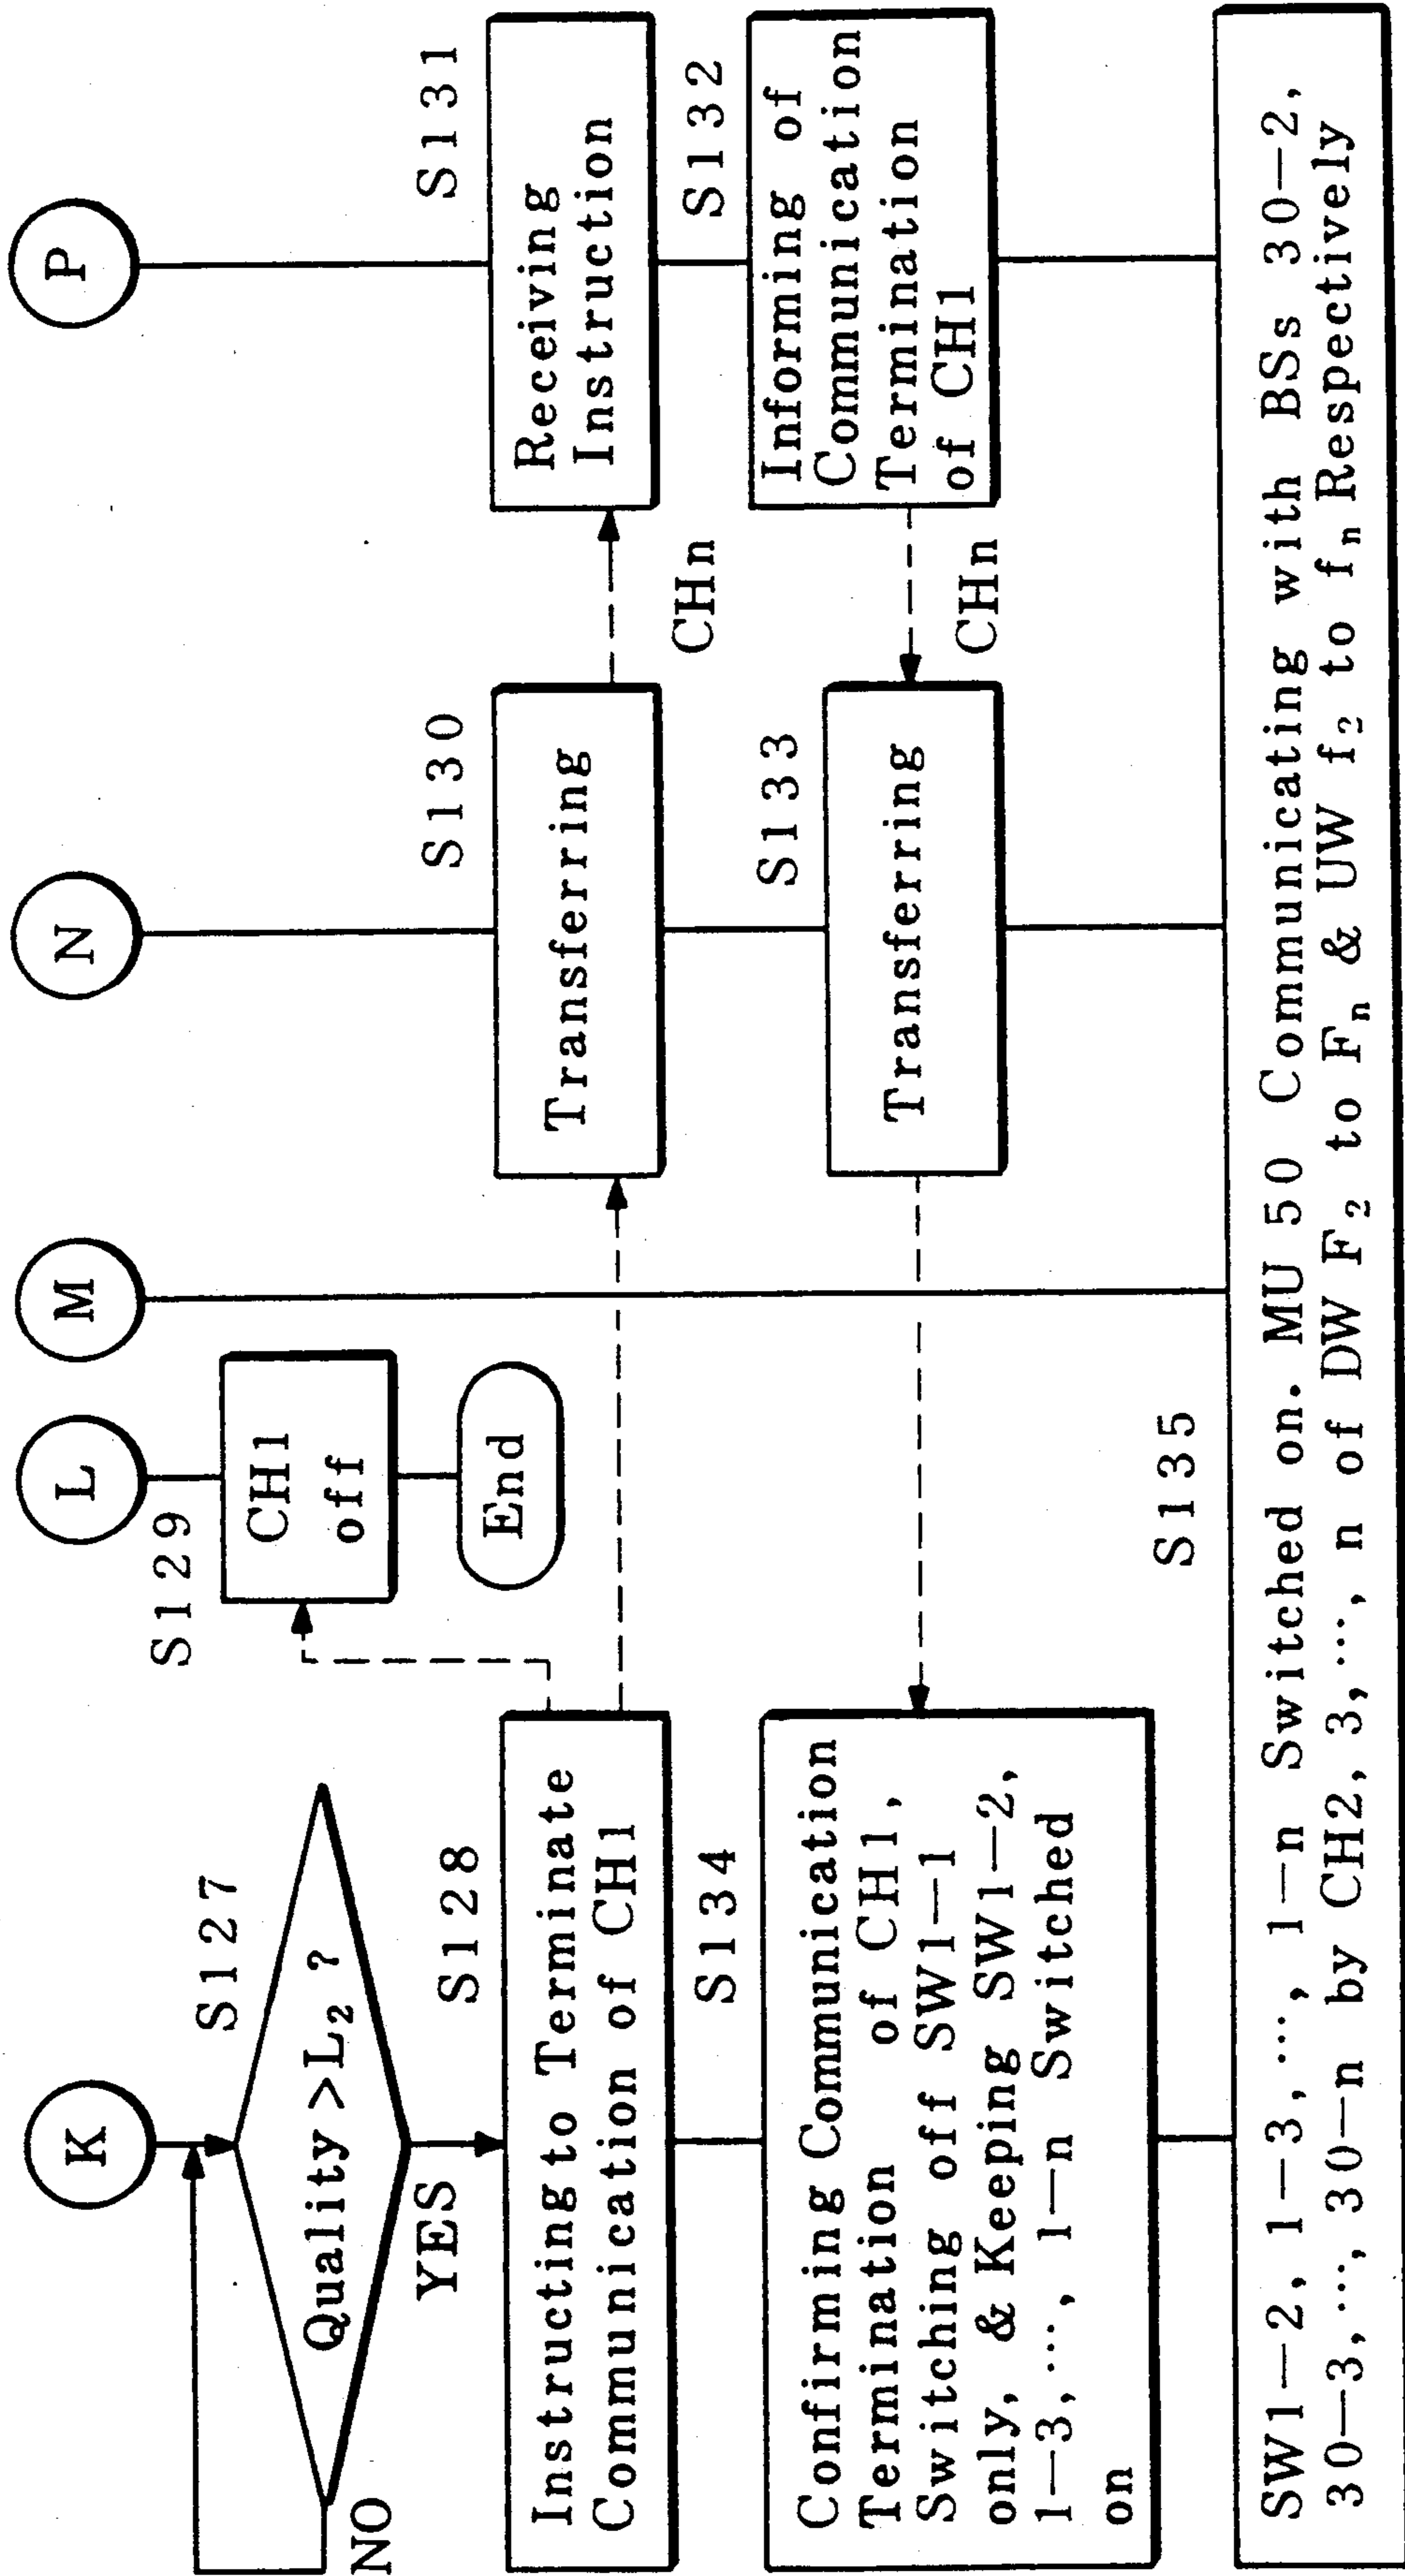 K
L
M
N
P
S127
Quality>L₂ ?
NO
YES
S128
Instructing to Terminate
Communication of CH1
S129
CH1
off
End
S130
Transferring
CHn
S131
Receiving
Instruction
S132
Informing of
Communication
Termination
of CH1
CHn
S133
Transferring
S134
Confirming Communication
Termination of CH1,
Switching off SW1-1
only, & Keeping SW1-2,
1-3,···, 1-n Switched
on
S135
SW1-2, 1-3,···, 1-n Switched on. MU 50 Communicating with BSs 30-2,
30-3,···, 30-n by CH2, 3,···, n of DW F₂ to Fₙ & UW f₂ to fₙ Respectively